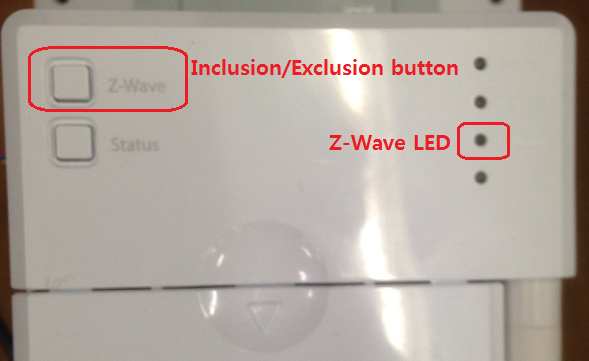 Z-Wave
Inclusion/Exclusion button
Status
Z-Wave LED